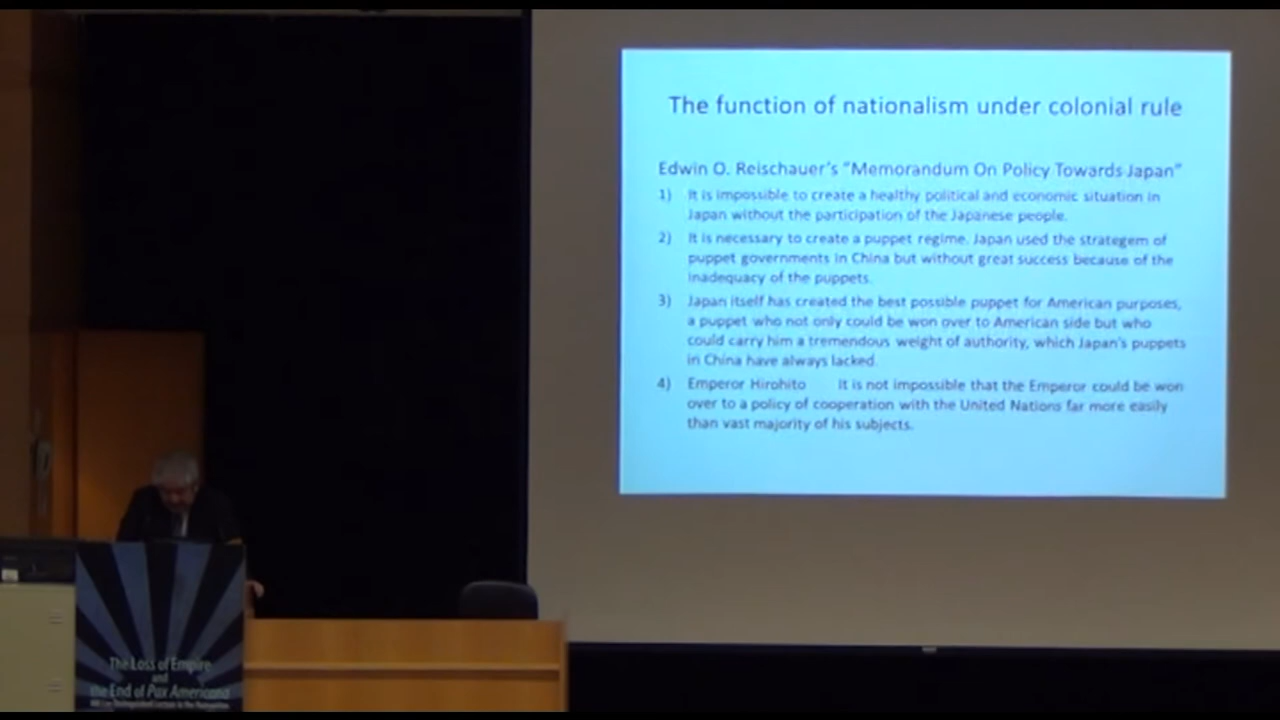 The function of nationalism under colonial rule
Edwin O. Reischauer's "Memorandum On Policy Towards Japan"
1) It is impossible to create a healthy political and economic situation in
Japan without the participation of the Japanese people.
2) It is necessary to create a puppet regime. Japan used the strategem of
puppet governments in China but without great success because of the
inadequacy of the puppets.
3) Japan itself has created the best possible puppet for American purposes,
a puppet who not only could be won over to American side but who
could carry him a tremendous weight of authority, which Japan's puppets
in China have always lacked.
4) Emperor Hirohito It is not impossible that the Emperor could be won
over to a policy of cooperation with the United Nations far more easily
than vast majority of his subjects.
The Loss of Empire
and
the End of Pax Americana
Distinguished Lecture in the Humanities